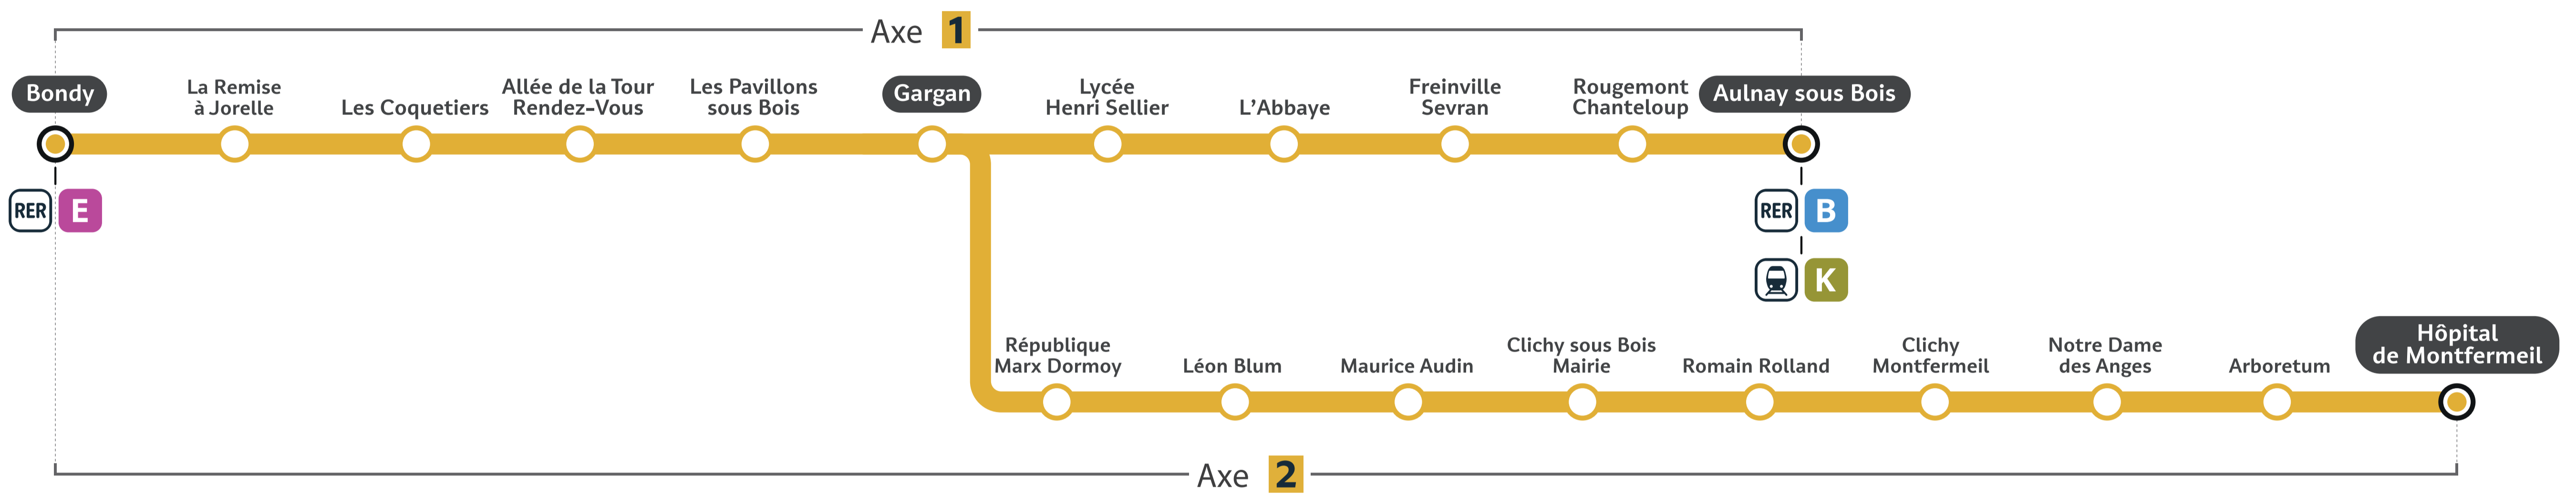 Axe 1
Bondy
La Remise
à Jorelle
Les Coquetiers
Allée de la Tour
Rendez-Vous
Les Pavillons
sous Bois
Gargan
Lycée
Henri Sellier
L’Abbaye
Freinville
Sevran
Rougemont
Chanteloup
Aulnay sous Bois
RER E
RER B
K
République
Marx Dormoy
Léon Blum
Maurice Audin
Clichy sous Bois
Mairie
Romain Rolland
Clichy
Montfermeil
Notre Dame
des Anges
Arboretum
Hôpital
de Montfermeil
Axe 2